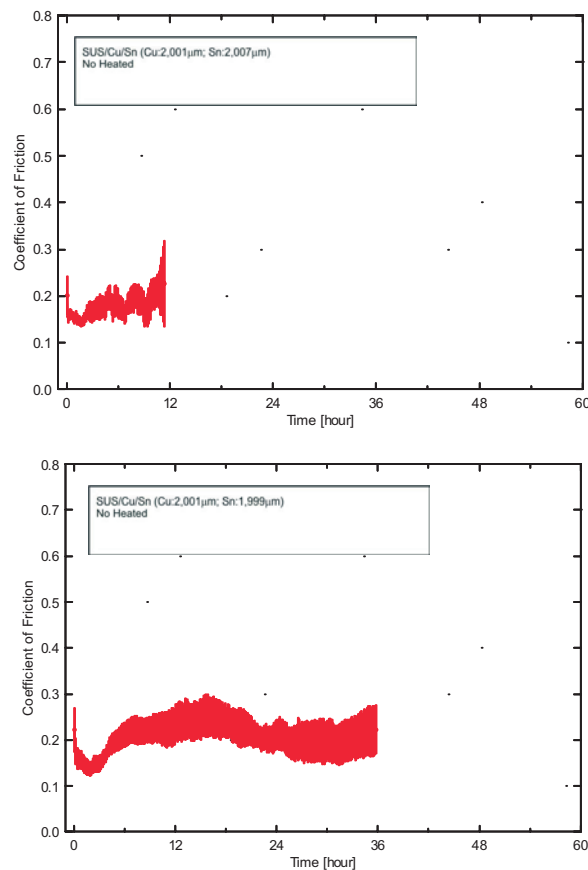 0.8
SUS/Cu/Sn (Cu:2,001µm; Sn:2,007µm)
No Heated
0.7
0.6
0.5
0.4
0.3
0.2
0.1
0.0
Coefficient of Friction
0 12 24 36 48 60
Time [hour]
0.8
SUS/Cu/Sn (Cu:2,001µm; Sn:1,999µm)
No Heated
0.7
0.6
0.5
0.4
0.3
0.2
0.1
0.0
Coefficient of Friction
0 12 24 36 48 60
Time [hour]